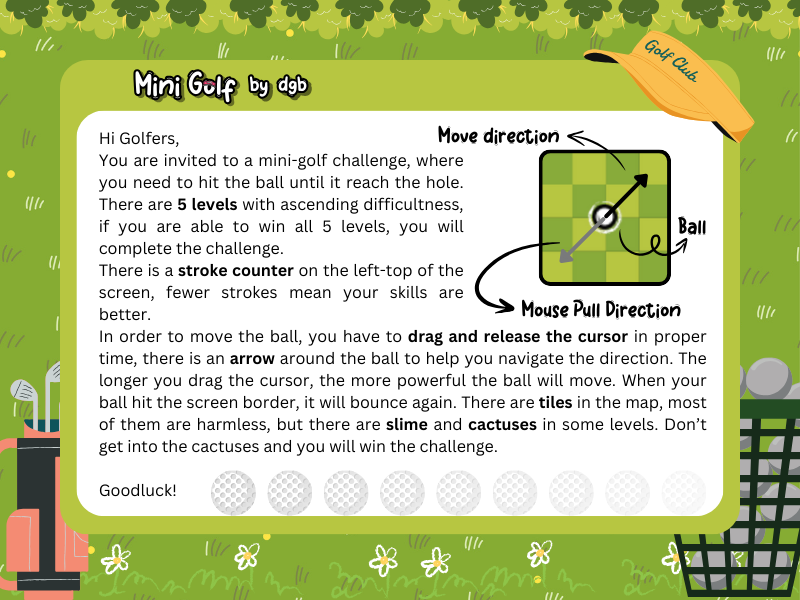 Golf Club
Mini Golf by dgb
Hi Golfers,
You are invited to a mini-golf challenge, where
you need to hit the ball until it reach the hole.
There are 5 levels with ascending difficultness,
if you are able to win all 5 levels, you will
complete the challenge.
There is a stroke counter on the left-top of the
screen, fewer strokes mean your skills are
better.
Move direction
Ball
Mouse Pull Direction
In order to move the ball, you have to drag and release the cursor in proper
time, there is an arrow around the ball to help you navigate the direction. The
longer you drag the cursor, the more powerful the ball will move. When your
ball hit the screen border, it will bounce again. There are tiles in the map, most
of them are harmless, but there are slime and cactuses in some levels. Don’t
get into the cactuses and you will win the challenge.
Goodluck!